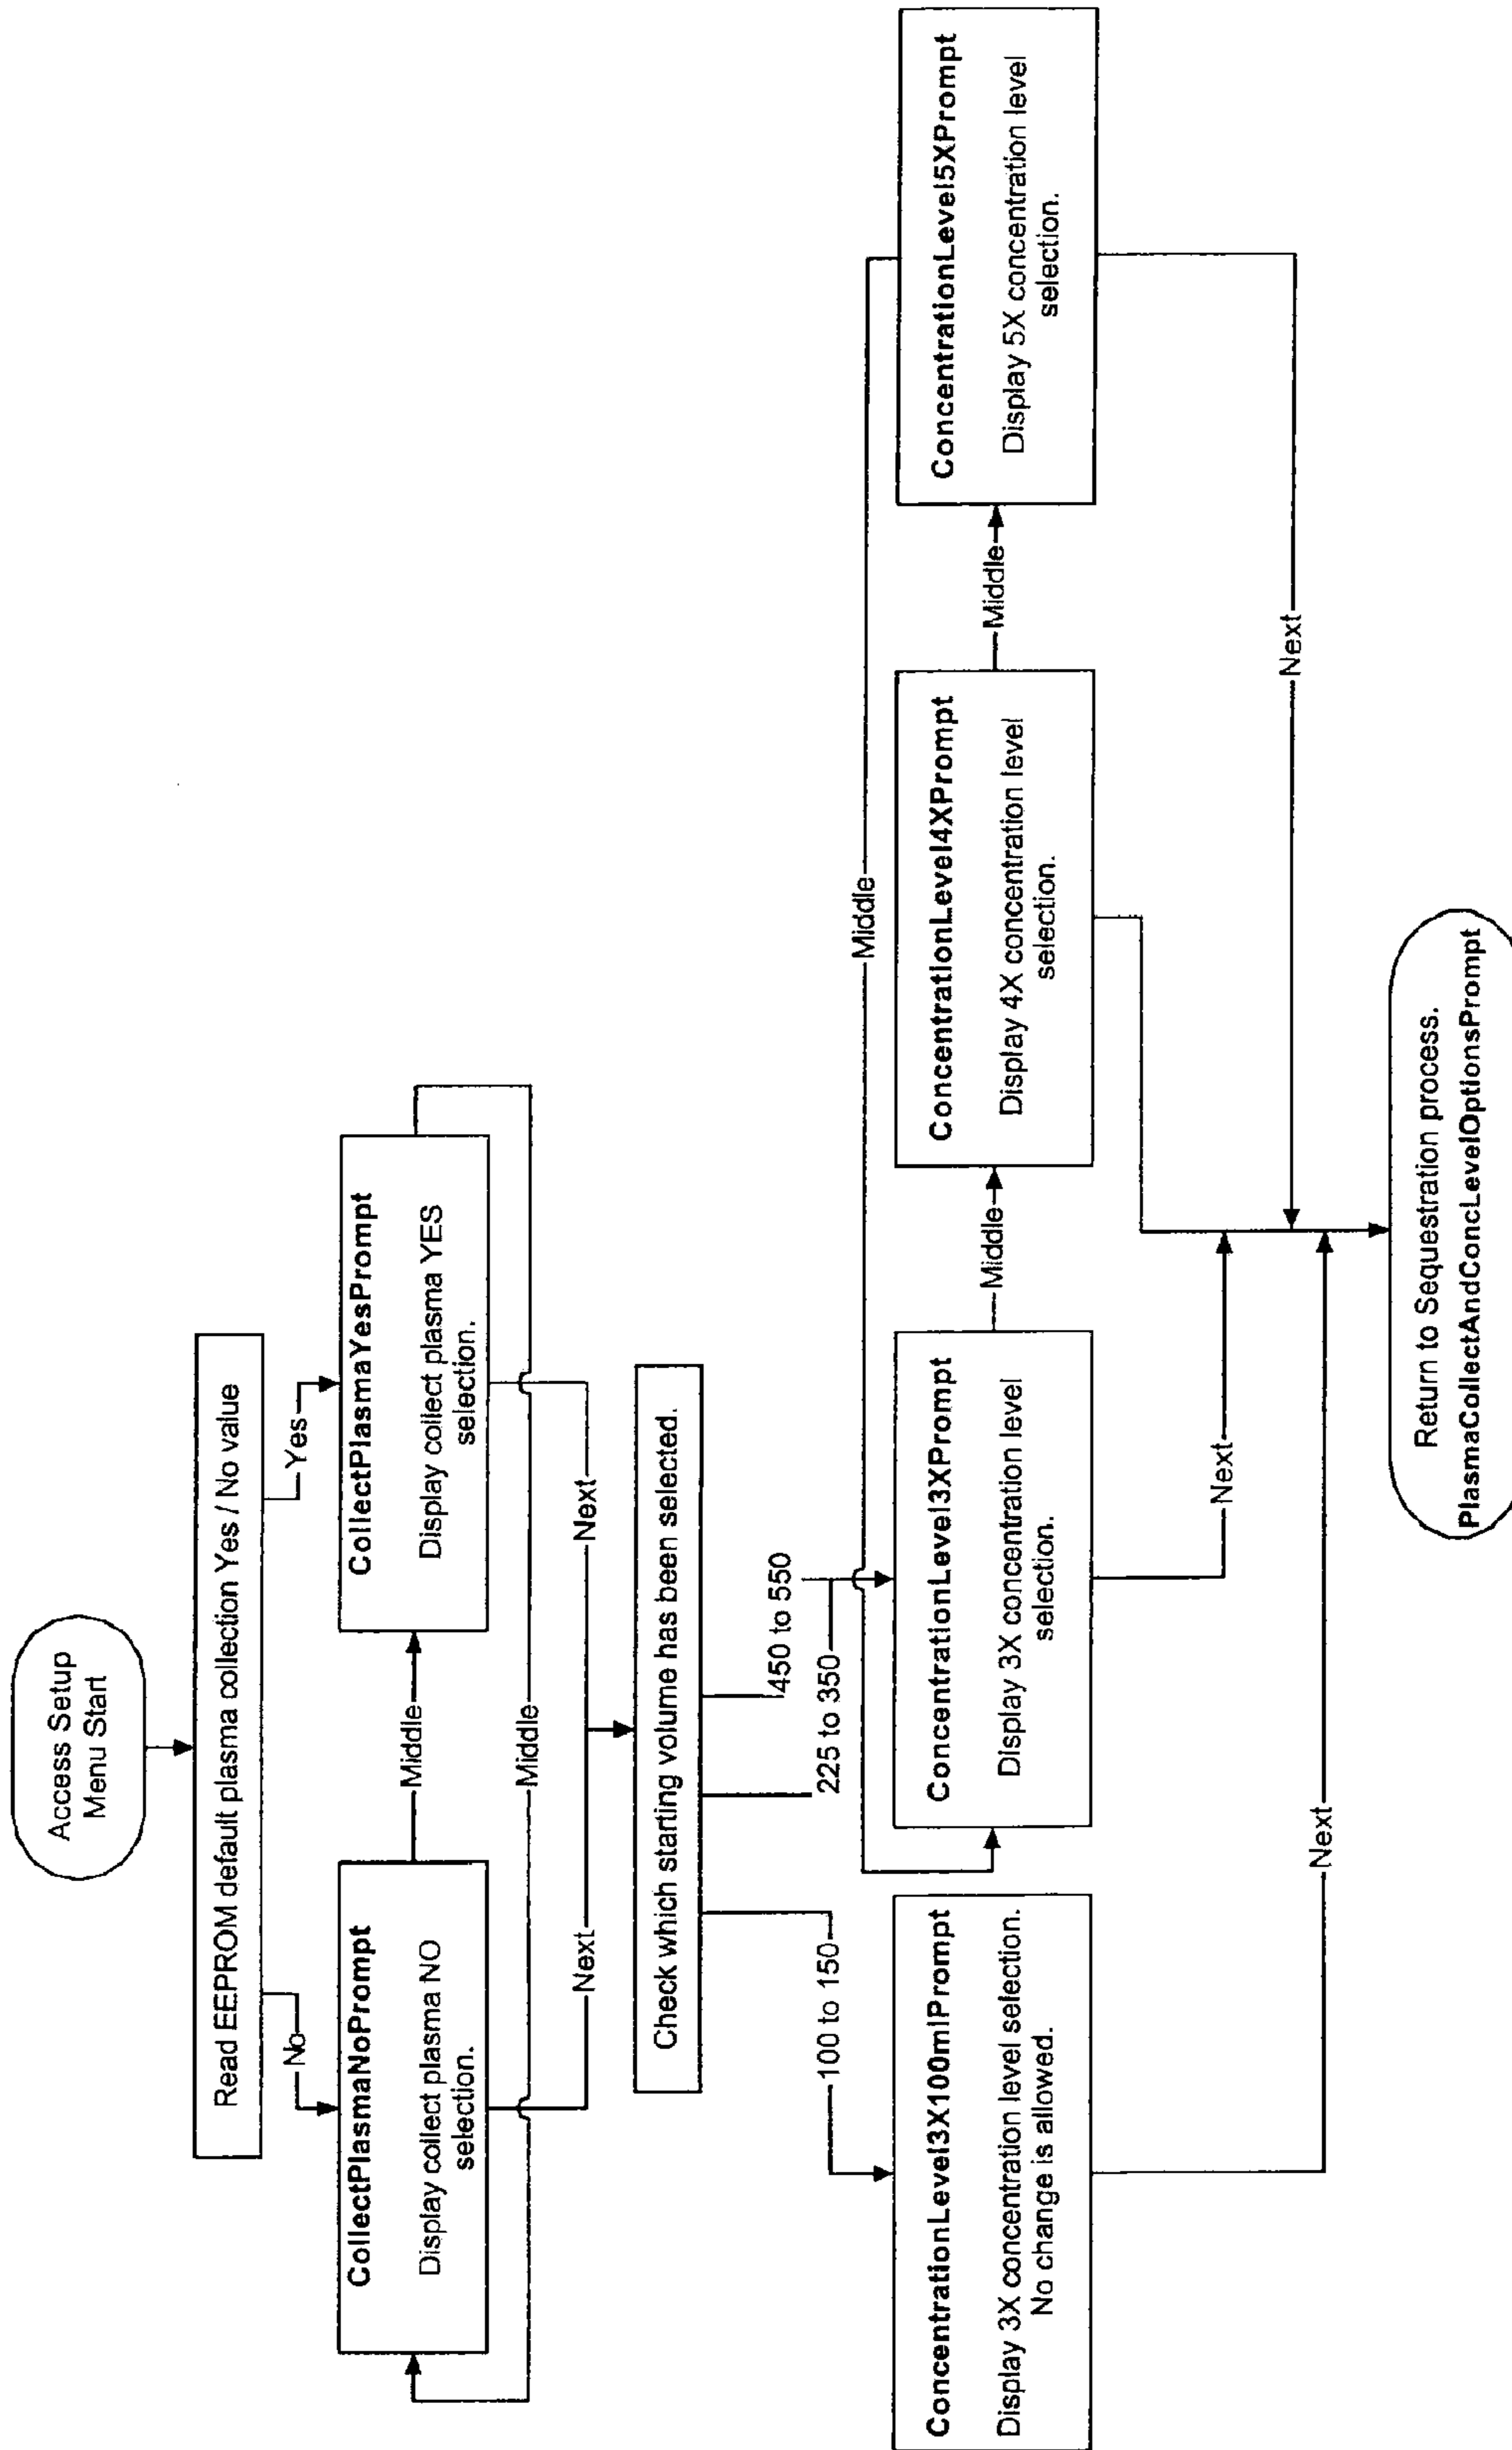 Access Setup
Menu Start
Read EEPROM default plasma collection Yes / No value
No
Yes
CollectPlasmaNoPrompt
Display collect plasma NO
selection.
Middle
CollectPlasmaYesPrompt
Display collect plasma YES
selection.
Middle
Next
Next
Check which starting volume has been selected.
100 to 150
225 to 350
450 to 550
Middle
ConcentrationLevel3X100mlPrompt
Display 3X concentration level selection.
No change is allowed.
ConcentrationLevel3XPrompt
Display 3X concentration level
selection.
Middle
ConcentrationLevel4XPrompt
Display 4X concentration level
selection.
Middle
ConcentrationLevel5XPrompt
Display 5X concentration level
selection.
Next
Next
Next
Return to Sequestration process.
PlasmaCollectAndConcLevelOptionsPrompt